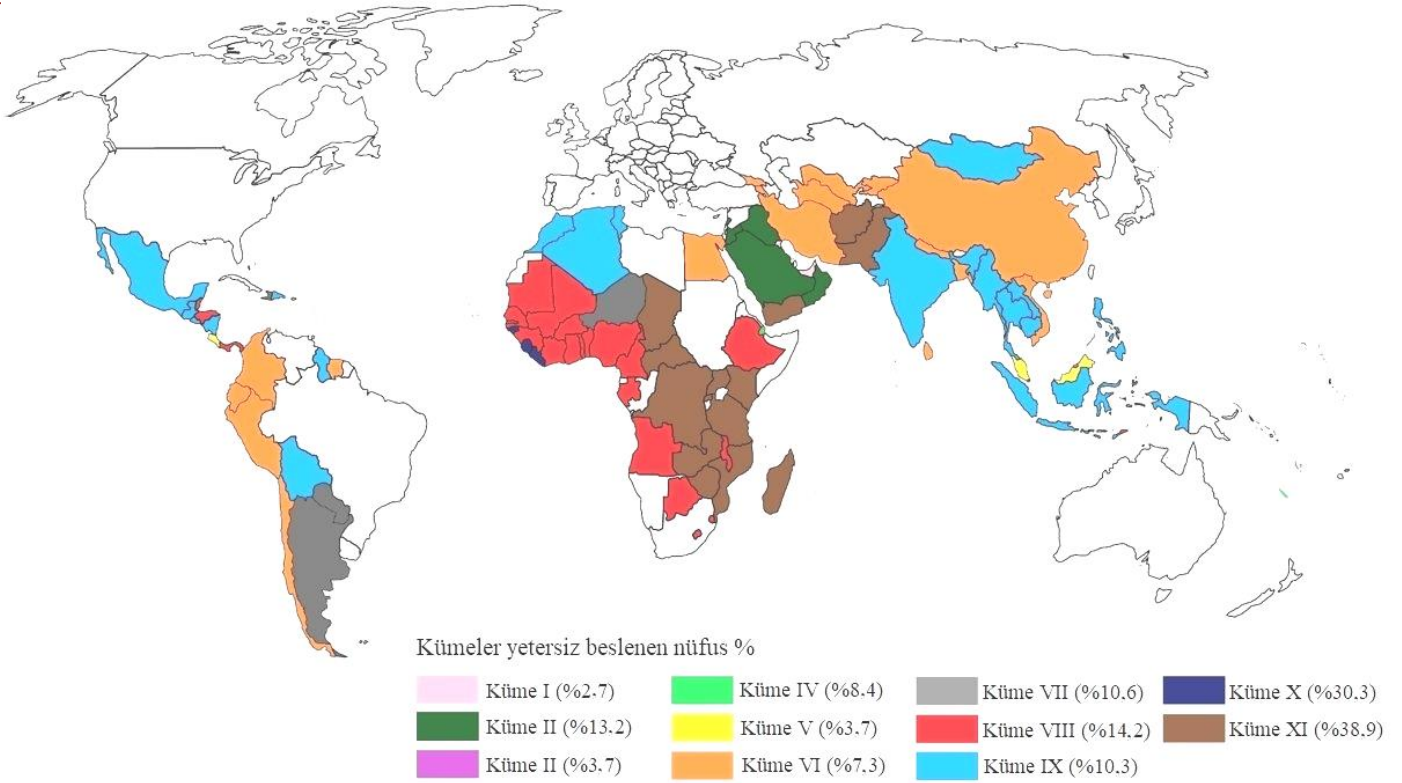 Kümeler yetersiz beslenen nüfus %
Küme I (%2.7)
Küme II (%13.2)
Küme II (%3.7)
Küme IV (%8.4)
Küme V (%3.7)
Küme VI (%7.3)
Küme VII (%10.6)
Küme VIII (%14.2)
Küme IX (%10.3)
Küme X (%30.3)
Küme XI (%38.9)